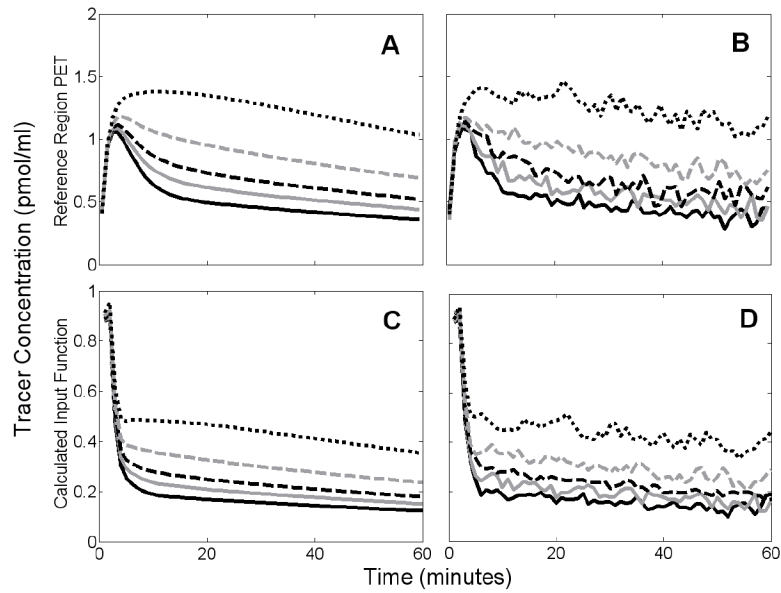 Tracer Concentration (pmol/ml)
Reference Region PET
2
1.5
1
0.5
0
A
B
Calculated Input Function
1
0.8
0.6
0.4
0.2
0
C
D
0 20 40 60
0 20 40 60
Time (minutes)